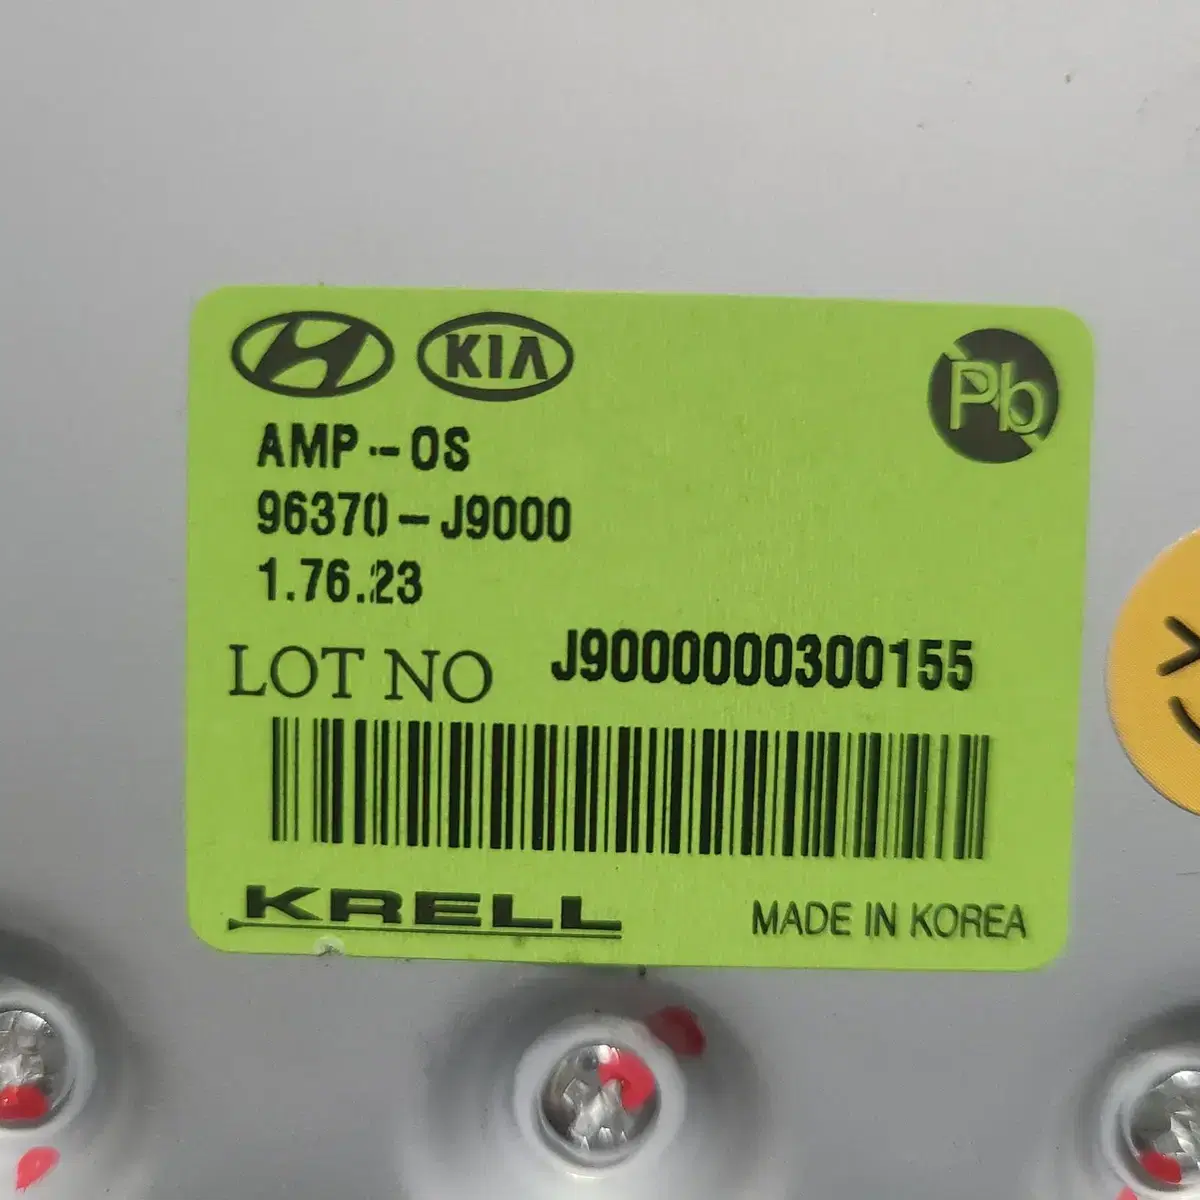 KIA
Pb
AMP--OS
96370-J9000
1.76.23
LOT NO J9000000300155
KRELL
MADE IN KOREA